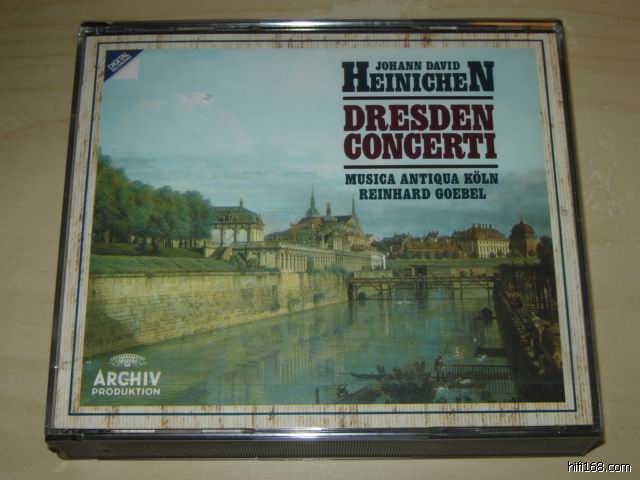 DIGITAL
JOHANN DAVID
HEINICHEN
DRESDEN
CONCERTI
MUSICA ANTIQUA KÖLN
REINHARD GOEBEL
ARCHIV
PRODUKTION
hifi168.com